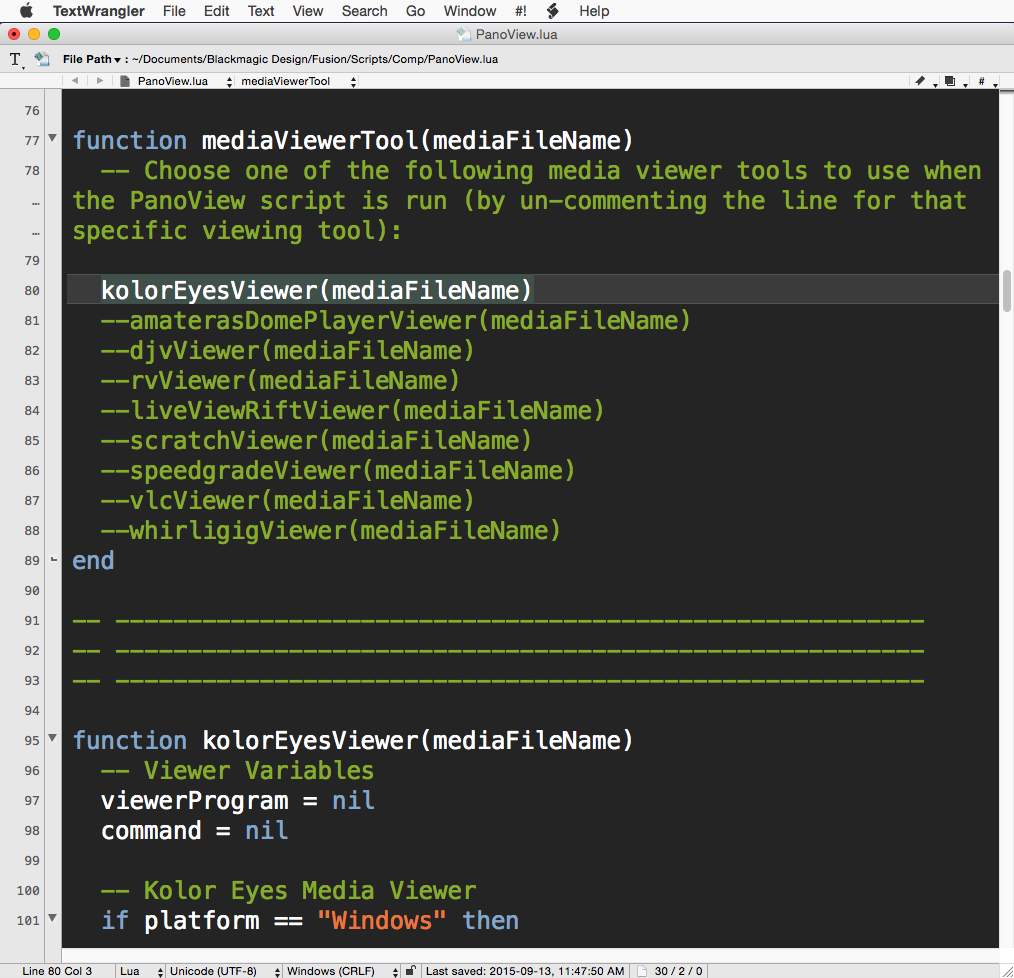 TextWrangler File Edit Text View Search Go Window #! Help
PanoView.lua
File Path ▾ : ~/Documents/Blackmagic Design/Fusion/Scripts/Comp/PanoView.lua
PanoView.lua mediaViewerTool #
76
77 function mediaViewerTool(mediaFileName)
78 -- Choose one of the following media viewer tools to use when
… the PanoView script is run (by un-commenting the line for that
… specific viewing tool):
79
80 kolorEyesViewer(mediaFileName)
81 --amaterasDomePlayerViewer(mediaFileName)
82 --djvViewer(mediaFileName)
83 --rvViewer(mediaFileName)
84 --liveViewRiftViewer(mediaFileName)
85 --scratchViewer(mediaFileName)
86 --speedgradeViewer(mediaFileName)
87 --vlcViewer(mediaFileName)
88 --whirligigViewer(mediaFileName)
89 end
90
91 -- --------------------------------------------------------
92 -- --------------------------------------------------------
93 -- --------------------------------------------------------
94
95 function kolorEyesViewer(mediaFileName)
96 -- Viewer Variables
97 viewerProgram = nil
98 command = nil
99
100 -- Kolor Eyes Media Viewer
101 if platform == "Windows" then
Line 80 Col 3 Lua Unicode (UTF-8) Windows (CRLF) Last saved: 2015-09-13, 11:47:50 AM 30 / 2 / 0